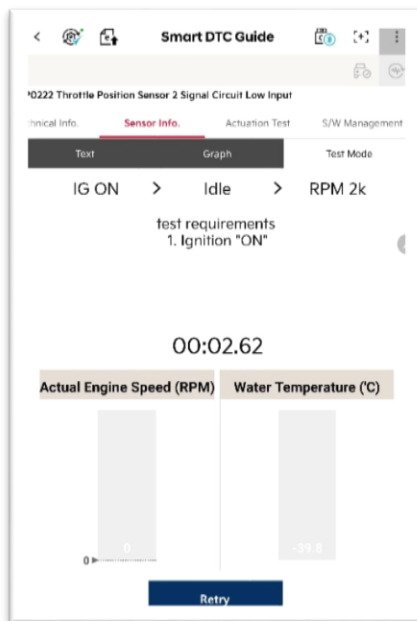 Smart DTC Guide
P0222 Throttle Position Sensor 2 Signal Circuit Low Input
hnical Info. Sensor Info. Actuation Test S/W Management
Text Graph Test Mode
IG ON > Idle > RPM 2k
test requirements
1. Ignition "ON"
00:02.62
Actual Engine Speed (RPM) Water Temperature ('C)
0 -39.8
0
Retry